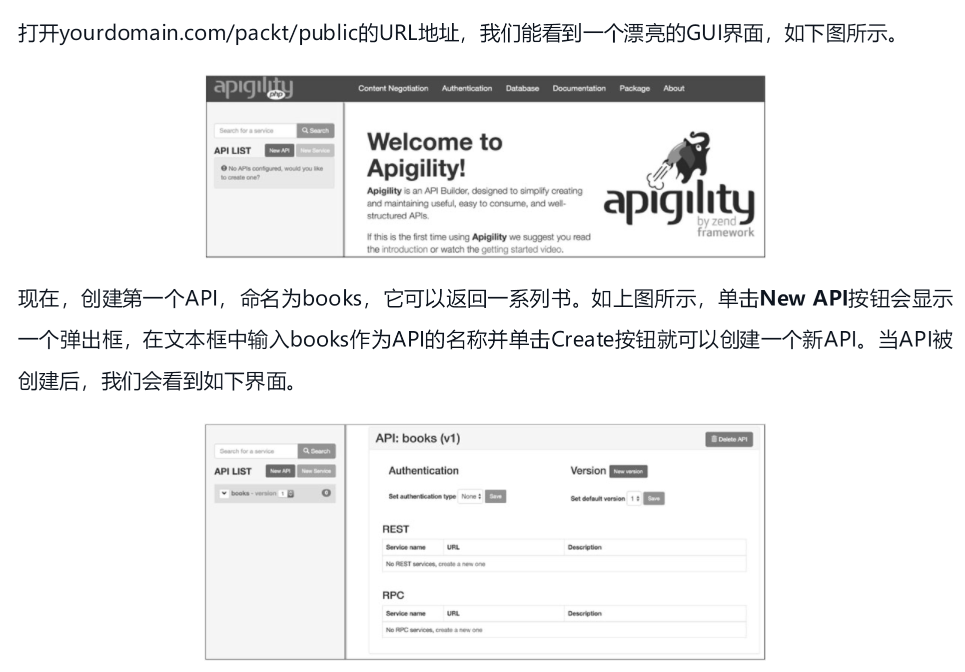 打开yourdomain.com/packt/public的URL地址，我们能看到一个漂亮的GUI界面，如下图所示。
apigility
php
Content Negotiation Authentication Database Documentation Package About
Search for a service Search
API LIST New API New Service
No APIs configured, would you like
to create one?
Welcome to
Apigility!
Apigility is an API Builder, designed to simplify creating
and maintaining useful, easy to consume, and well-
structured APIs.
If this is the first time using Apigility we suggest you read
the introduction or watch the getting started video.
apigility
by zend
framework
现在，创建第一个API，命名为books，它可以返回一系列书。如上图所示，单击New API按钮会显示
一个弹出框，在文本框中输入books作为API的名称并单击Create按钮就可以创建一个新API。当API被
创建后，我们会看到如下界面。
Search for a service Search
API LIST New API New Service
books - version 1 0
API: books (v1) Delete API
Authentication Version New version
Set authentication type None Save Set default version 1 Save
REST
Service name URL Description
No REST services, create a new one
RPC
Service name URL Description
No RPC services, create a new one